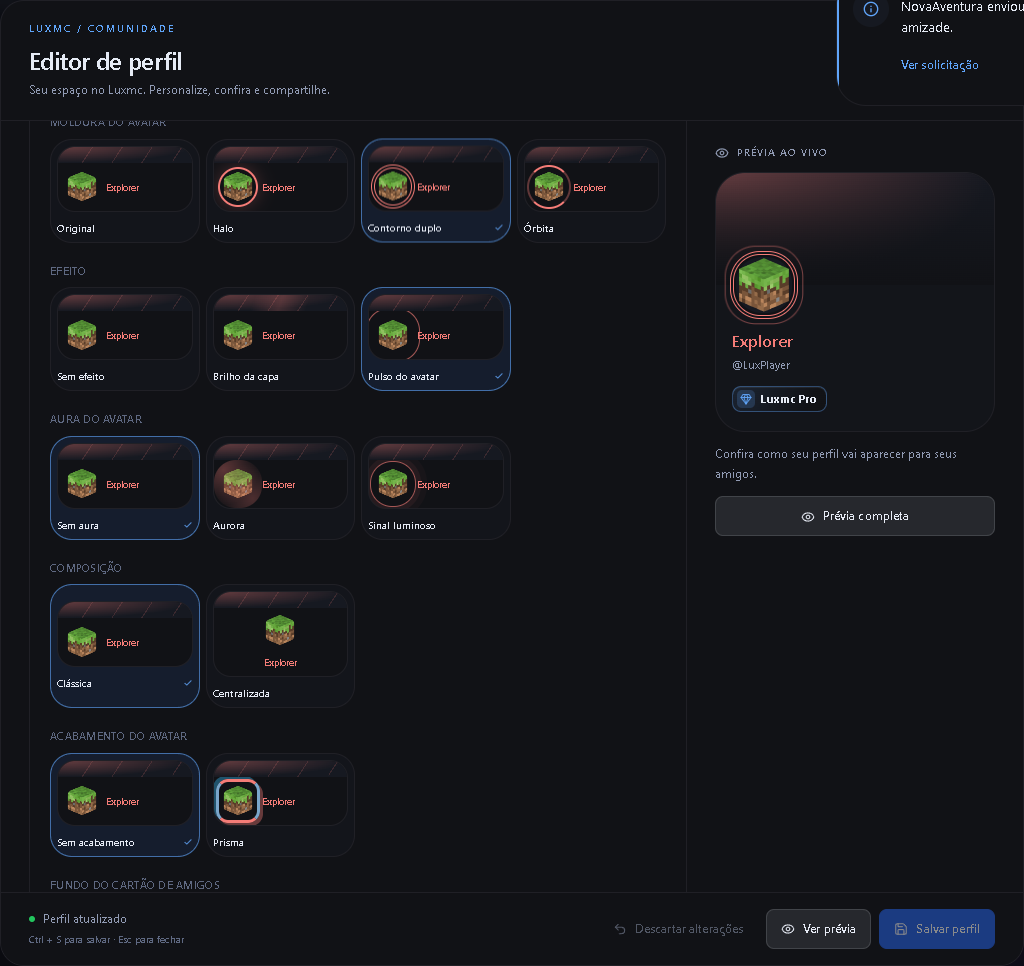 LUXMC / COMUNIDADE
Editor de perfil
Seu espaço no Luxmc. Personalize, confira e compartilhe.
NovaAventura enviou
amizade.
Ver solicitação
MOLDURA DO AVATAR
Explorer
Explorer
Explorer
Explorer
Original
Halo
Contorno duplo
Órbita
EFEITO
Explorer
Explorer
Explorer
Sem efeito
Brilho da capa
Pulso do avatar
AURA DO AVATAR
Explorer
Explorer
Explorer
Sem aura
Aurora
Sinal luminoso
COMPOSIÇÃO
Explorer
Explorer
Clássica
Centralizada
ACABAMENTO DO AVATAR
Explorer
Explorer
Sem acabamento
Prisma
FUNDO DO CARTÃO DE AMIGOS
PRÉVIA AO VIVO
Explorer
@LuxPlayer
Luxmc Pro
Confira como seu perfil vai aparecer para seus
amigos.
Prévia completa
Perfil atualizado
Ctrl + S para salvar · Esc para fechar
Descartar alterações
Ver prévia
Salvar perfil